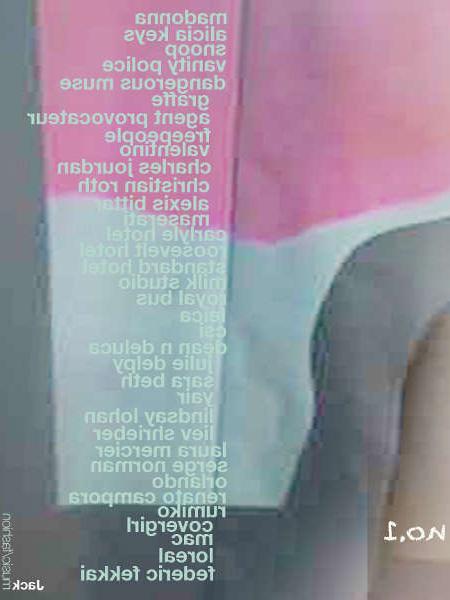 madonna
alicia keys
snoop
vanity police
dangerous muse
graffe
agent provocateur
freepeople
valentino
charles jourdan
christian roth
alexis bittar
maserati
carlyle hotel
roosevelt hotel
standard hotel
milk studio
royal bus
leica
csi
dean n deluca
julie delpy
sara beth
yair
lindsay lohan
liev shrieber
laura mercier
serge norman
orlando
renato campora
rumiko
covergirl
mac
loreal
federic fekkai
no.1
music/fashion
Jack